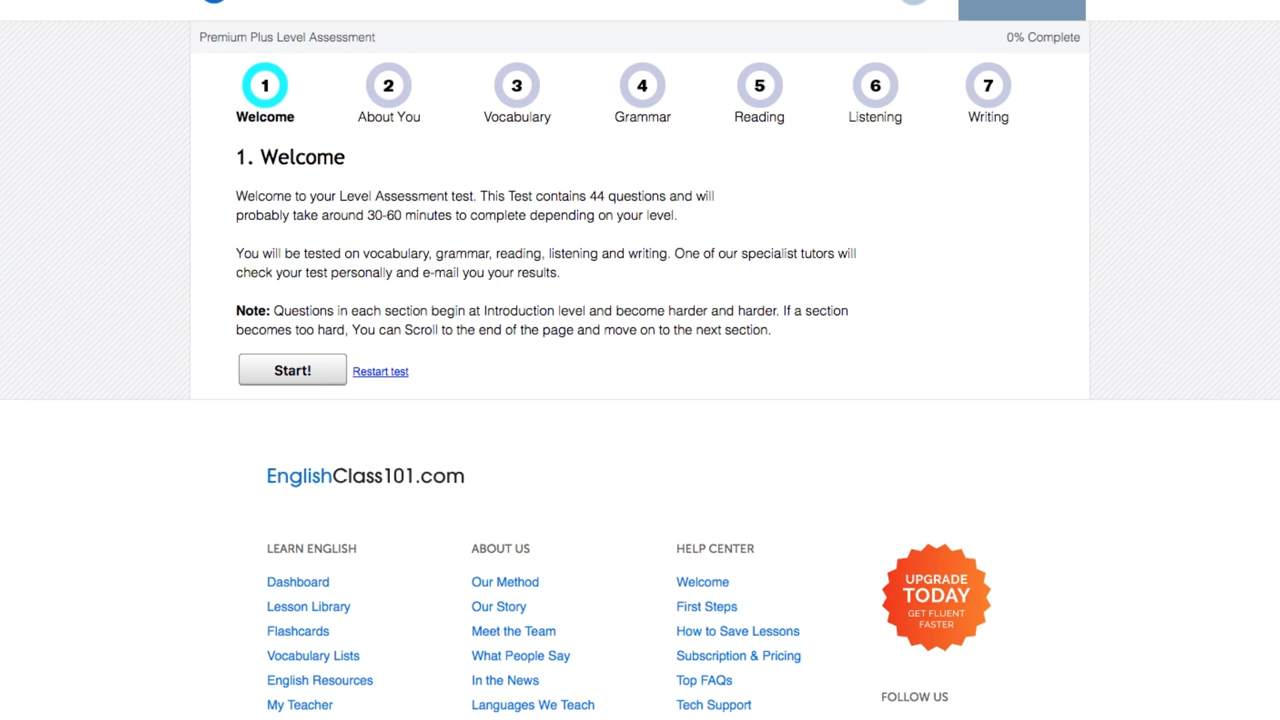 Premium Plus Level Assessment
0% Complete
1 2 3 4 5 6 7
Welcome About You Vocabulary Grammar Reading Listening Writing
1. Welcome
Welcome to your Level Assessment test. This Test contains 44 questions and will
probably take around 30-60 minutes to complete depending on your level.
You will be tested on vocabulary, grammar, reading, listening and writing. One of our specialist tutors will
check your test personally and e-mail you your results.
Note: Questions in each section begin at Introduction level and become harder and harder. If a section
becomes too hard, You can Scroll to the end of the page and move on to the next section.
Start! Restart test
EnglishClass101.com
LEARN ENGLISH
Dashboard
Lesson Library
Flashcards
Vocabulary Lists
English Resources
My Teacher
ABOUT US
Our Method
Our Story
Meet the Team
What People Say
In the News
Languages We Teach
HELP CENTER
Welcome
First Steps
How to Save Lessons
Subscription & Pricing
Top FAQs
Tech Support
UPGRADE
TODAY
GET FLUENT
FASTER
FOLLOW US